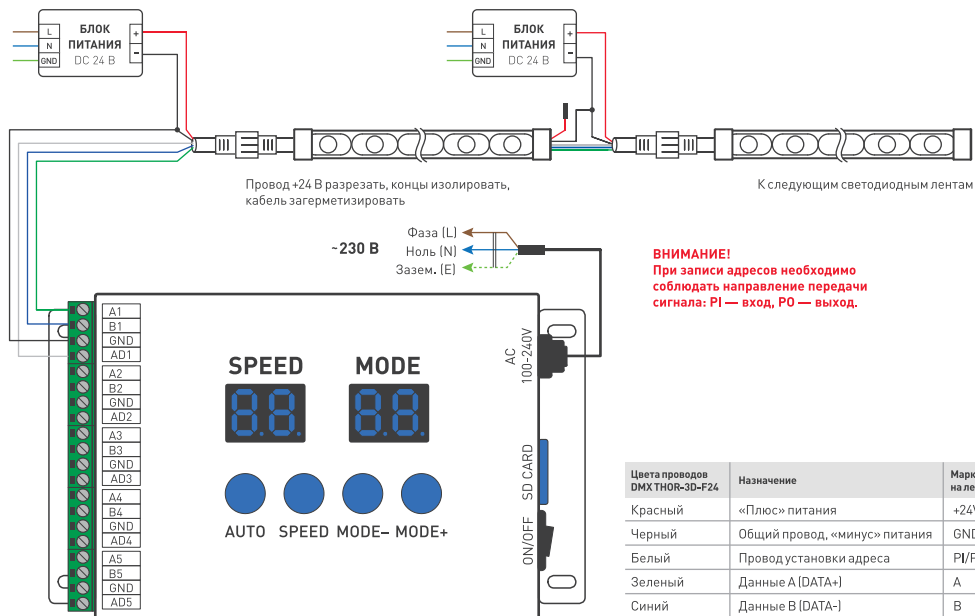 L
N
GND
БЛОК
ПИТАНИЯ
DC 24 В
+
−
L
N
GND
БЛОК
ПИТАНИЯ
DC 24 В
+
−
Провод +24 В разрезать, концы изолировать,
кабель загерметизировать
К следующим светодиодным лентам
~230 В
Фаза (L)
Ноль (N)
Зазем. (E)
ВНИМАНИЕ!
При записи адресов необходимо
соблюдать направление передачи
сигнала: PI — вход, PO — выход.
A1
B1
GND
AD1
A2
B2
GND
AD2
A3
B3
GND
AD3
A4
B4
GND
AD4
A5
B5
GND
AD5
SPEED
MODE
8.8.
8.8.
AUTO
SPEED
MODE−
MODE+
AC
100-240V
SD CARD
ON/OFF
Цвета проводов
DMX THOR-3D-F24
Назначение
Красный
«Плюс» питания
Черный
Общий провод, «минус» питания
GND
Белый
Провод установки адреса
Зеленый
Данные A (DATA+)
A
Синий
Данные B (DATA-)
B